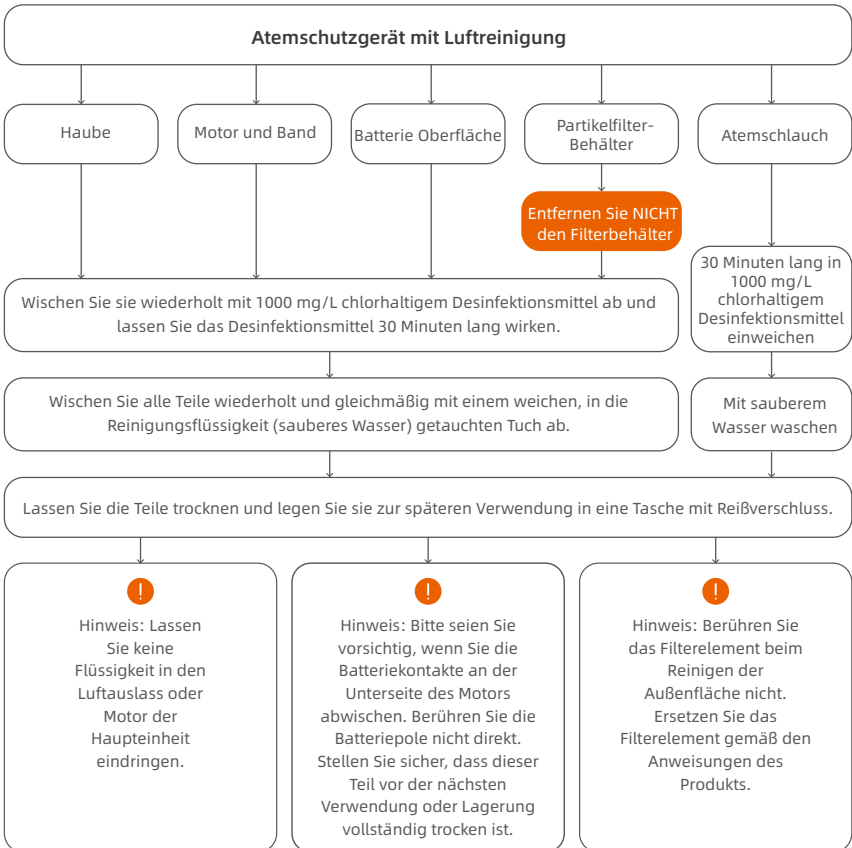 Atemschutzgerät mit Luftreinigung
Haube
Motor und Band
Batterie Oberfläche
Partikelfilter-
Behälter
Atemschlauch
Entfernen Sie NICHT
den Filterbehälter
Wischen Sie sie wiederholt mit 1000 mg/L chlorhaltigem Desinfektionsmittel ab und
lassen Sie das Desinfektionsmittel 30 Minuten lang wirken.
30 Minuten lang in
1000 mg/L
chlorhaltigem
Desinfektionsmittel
einweichen
Wischen Sie alle Teile wiederholt und gleichmäßig mit einem weichen, in die
Reinigungsflüssigkeit (sauberes Wasser) getauchten Tuch ab.
Mit sauberem
Wasser waschen
Lassen Sie die Teile trocknen und legen Sie sie zur späteren Verwendung in eine Tasche mit Reißverschluss.
!
Hinweis: Lassen
Sie keine
Flüssigkeit in den
Luftauslass oder
Motor der
Haupteinheit
eindringen.
!
Hinweis: Bitte seien Sie
vorsichtig, wenn Sie die
Batteriekontakte an der
Unterseite des Motors
abwischen. Berühren Sie die
Batteriepole nicht direkt.
Stellen Sie sicher, dass dieser
Teil vor der nächsten
Verwendung oder Lagerung
vollständig trocken ist.
!
Hinweis: Berühren Sie
das Filterelement beim
Reinigen der
Außenfläche nicht.
Ersetzen Sie das
Filterelement gemäß den
Anweisungen des
Produkts.